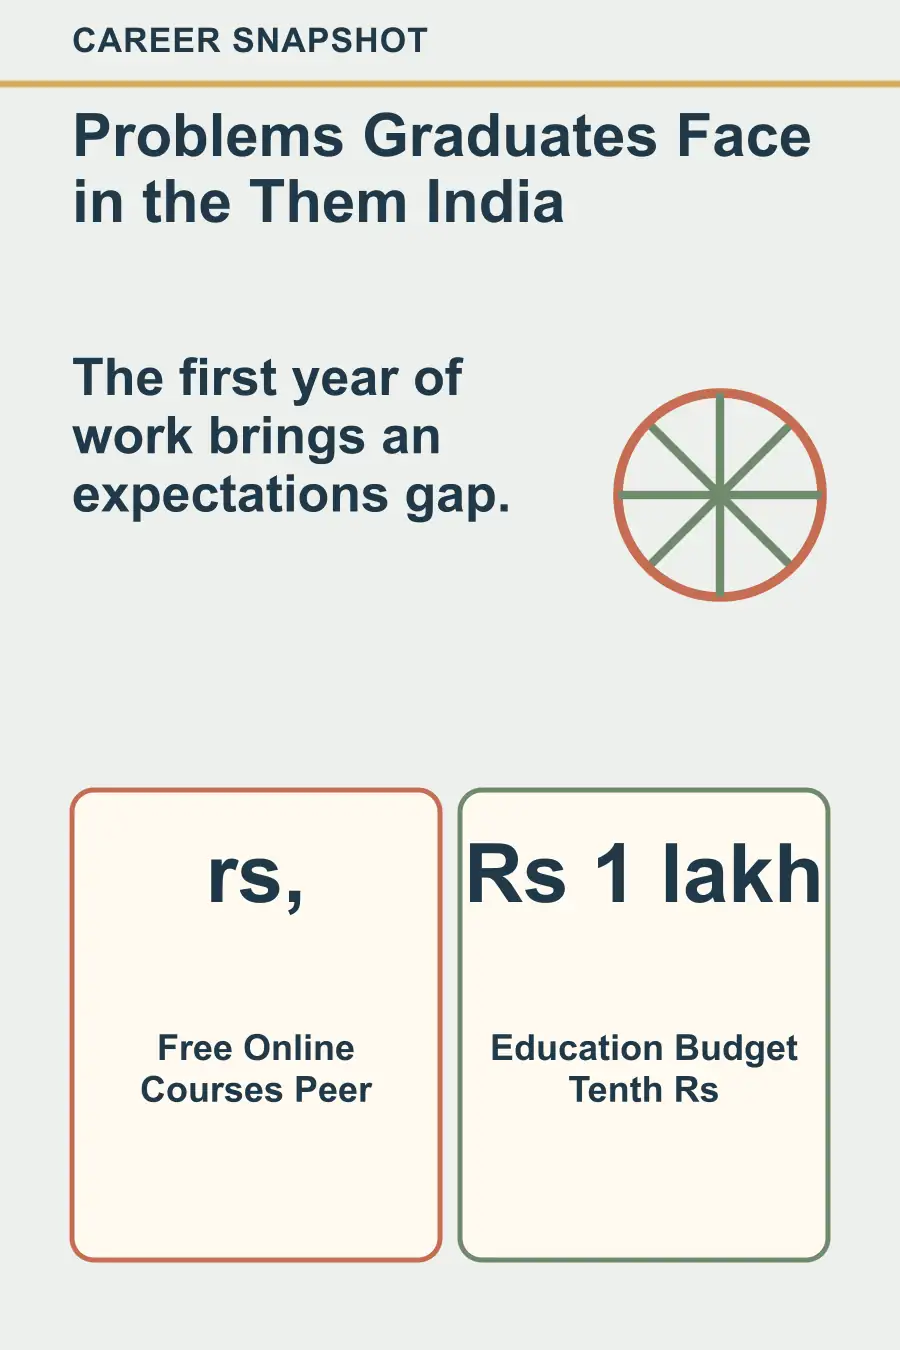 CAREER SNAPSHOT
Problems Graduates Face
in the Them India
The first year of
work brings an
expectations gap.
rs,
Free Online
Courses Peer
Rs 1 lakh
Education Budget
Tenth Rs